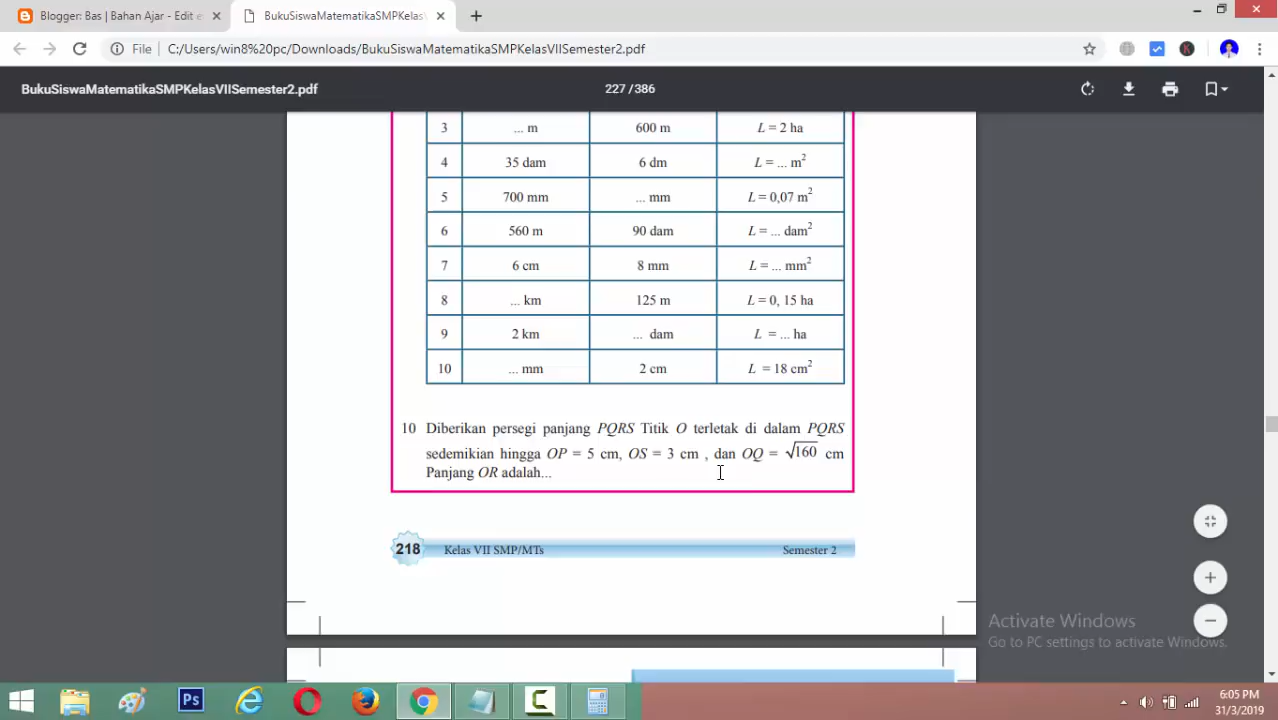 Blogger: Bas | Bahan Ajar - Edit e
BukuSiswaMatematikaSMPKelasV
File
C:/Users/win8%20pc/Downloads/BukuSiswaMatematikaSMPKelasVIISemester2.pdf
BukuSiswaMatematikaSMPKelasVIISemester2.pdf
227 / 386
3 ... m 600 m L = 2 ha
4 35 dam 6 dm L = ... m²
5 700 mm ... mm L = 0,07 m²
6 560 m 90 dam L = ... dam²
7 6 cm 8 mm L = ... mm²
8 ... km 125 m L = 0, 15 ha
9 2 km ... dam L = ... ha
10 ... mm 2 cm L = 18 cm²
10 Diberikan persegi panjang PQRS Titik O terletak di dalam PQRS
sedemikian hingga OP = 5 cm, OS = 3 cm , dan OQ = √160 cm
Panjang OR adalah...
218 Kelas VII SMP/MTs Semester 2
Activate Windows
Go to PC settings to activate Windows.
Ps
6:05 PM
31/3/2019